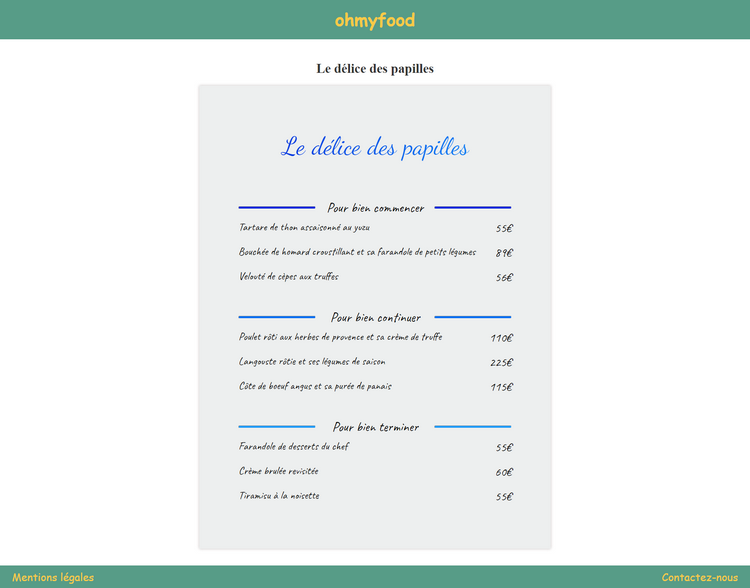 ohmyfood
Le délice des papilles
Le délice des papilles
Pour bien commencer
Tartare de thon assaisonné au yuzu 55€
Bouchée de homard croustillant et sa farandole de petits légumes 89€
Velouté de cèpes aux truffes 56€
Pour bien continuer
Poulet rôti aux herbes de provence et sa crème de truffe 110€
Langouste rôtie et ses légumes de saison 225€
Côte de boeuf angus et sa purée de panais 115€
Pour bien terminer
Farandole de desserts du chef 55€
Crème brulée revisitée 60€
Tiramisu à la noisette 55€
Mentions légales Contactez-nous